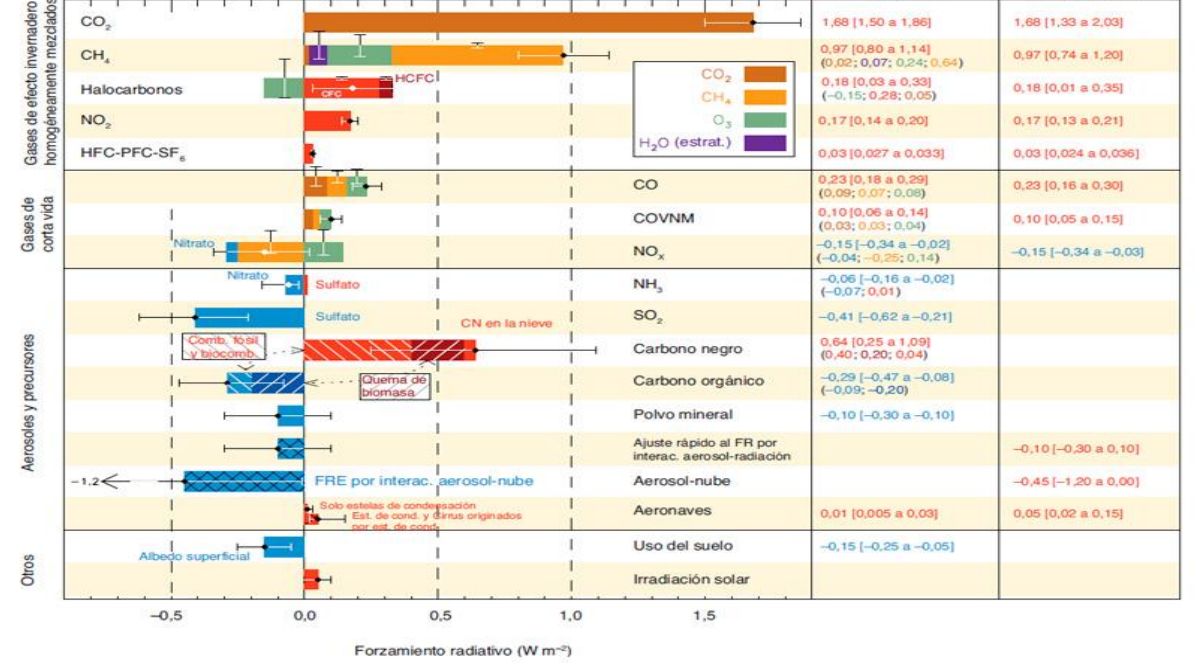 Gases de efecto invernadero
homogéneamente mezclados
CO₂
1,68 [1,50 a 1,86]
1,68 [1,33 a 2,03]
CH₄
0,97 [0,80 a 1,14]
(0,02; 0,07; 0,24; 0,64)
0,97 [0,74 a 1,20]
Halocarbonos
HCFC
CFC
0,18 [0,03 a 0,33]
(–0,15; 0,28; 0,05)
0,18 [0,01 a 0,35]
NO₂
0,17 [0,14 a 0,20]
0,17 [0,13 a 0,21]
HFC-PFC-SF₆
0,03 [0,027 a 0,033]
0,03 [0,024 a 0,036]
CO₂
CH₄
O₃
H₂O (estrat.)
Gases de
corta vida
CO
0,23 [0,18 a 0,29]
(0,09; 0,07; 0,08)
0,23 [0,16 a 0,30]
COVNM
0,10 [0,06 a 0,14]
(0,03; 0,03; 0,04)
0,10 [0,05 a 0,15]
Nitrato
NOₓ
–0,15 [–0,34 a –0,02]
(–0,04; –0,25; 0,14)
–0,15 [–0,34 a –0,03]
Aerosoles y precursores
Nitrato
Sulfato
NH₃
–0,06 [–0,16 a –0,02]
(–0,07; 0,01)
Sulfato
SO₂
–0,41 [–0,62 a –0,21]
CN en la nieve
Comb. fósil
y biocomb.
Carbono negro
0,64 [0,25 a 1,09]
(0,40; 0,20; 0,04)
Quema de
biomasa
Carbono orgánico
–0,29 [–0,47 a –0,08]
(–0,09; –0,20)
Polvo mineral
–0,10 [–0,30 a –0,10]
Ajuste rápido al FR por
interac. aerosol-radiación
–0,10 [–0,30 a 0,10]
–1,2
FRE por interac. aerosol-nube
Aerosol-nube
–0,45 [–1,20 a 0,00]
Solo estelas de condensación
Est. de cond. y Cirrus originados
por est. de cond.
Aeronaves
0,01 [0,005 a 0,03]
0,05 [0,02 a 0,15]
Otros
Albedo superficial
Uso del suelo
–0,15 [–0,25 a –0,05]
Irradiación solar
–0,5
0,0
0,5
1,0
1,5
Forzamiento radiativo (W m⁻²)